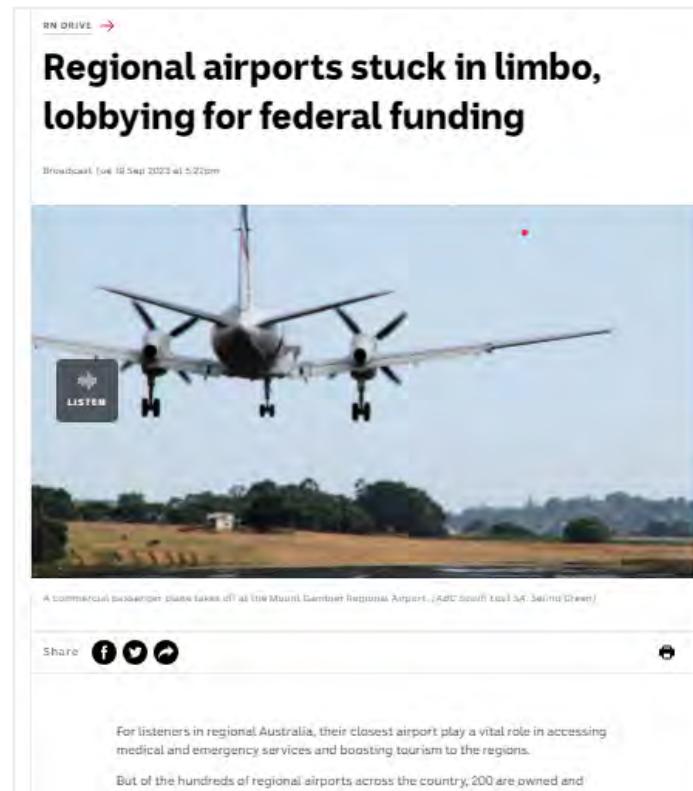 RN DRIVE
Regional airports stuck in limbo,
lobbying for federal funding
Broadcast Tue 19 Sep 2023 at 5:22pm
LISTEN
A commercial passenger plane takes off at the Mount Gambier Regional Airport. (ABC South East SA: Selina Green)
Share
For listeners in regional Australia, their closest airport play a vital role in accessing
medical and emergency services and boosting tourism to the regions.
But of the hundreds of regional airports across the country, 200 are owned and